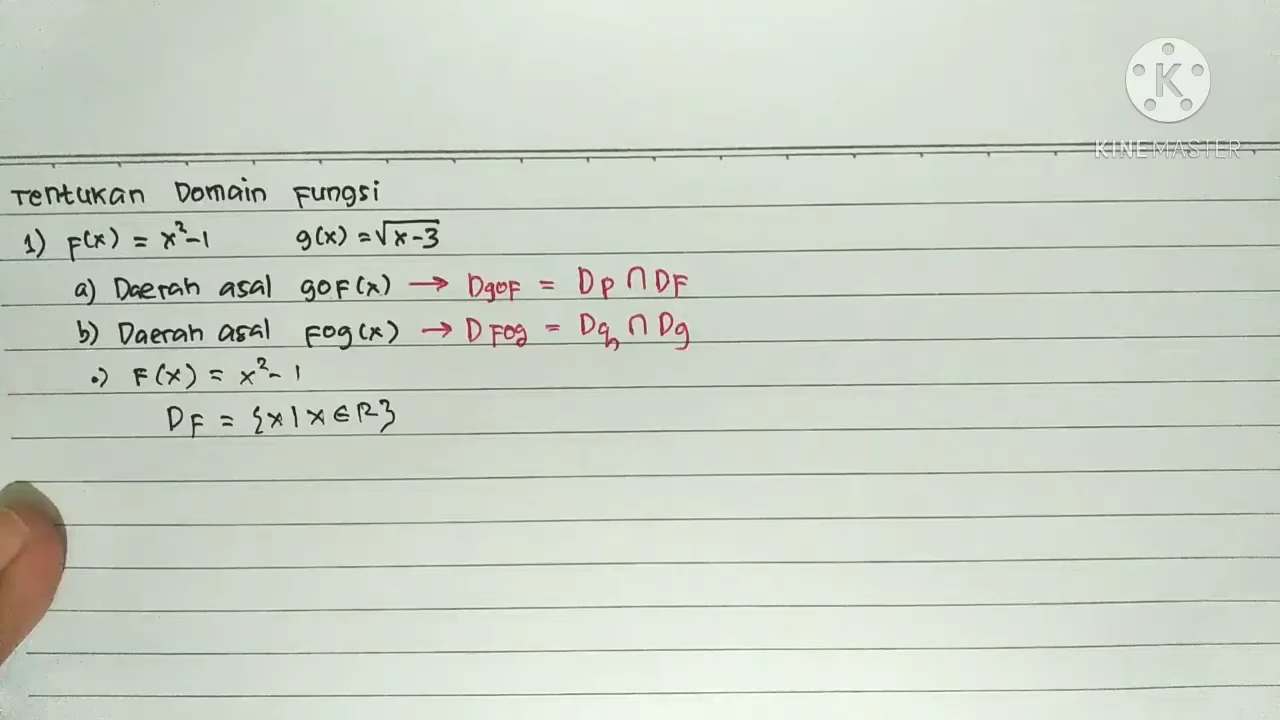 K
KINEMASTER
Tentukan Domain Fungsi
1) F(x) = x²-1 g(x) = √x-3
a) Daerah asal goF(x) → DgoF = Dp ∩ DF
b) Daerah asal Fog(x) → DFog = Dq ∩ Dg
•) F(x) = x²-1
DF = {x | x ∈ R}